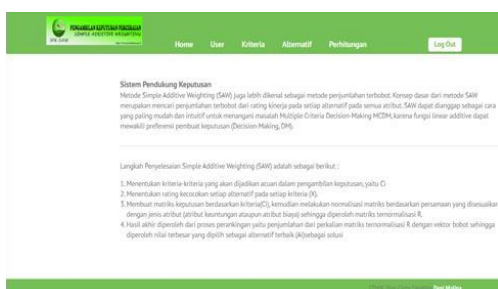 PENGAMBILAN KEPUTUSAN PERCERAIAN
SIMPLE ADDITIVE WEIGHTING
SPK-SAW
Home User Kriteria Alternatif Perhitungan Log Out
Sistem Pendukung Keputusan
Metode Simple Additive Weighting (SAW) juga lebih dikenal sebagai metode penjumlahan terbobot. Konsep dasar dari metode SAW
merupakan mencari penjumlahan terbobot dari rating kinerja pada setiap alternatif pada semua atribut. SAW dapat dianggap sebagai cara
yang paling mudah dan intuitif untuk menangani masalah Multiple Criteria Decision-Making MCDM, karena fungsi linear additive dapat
mewakili preferensi pembuat keputusan (Decision-Making, DM).
Langkah Penyelesaian Simple Additive Weighting (SAW) adalah sebagai berikut :
1. Menentukan kriteria-kriteria yang akan dijadikan acuan dalam pengambilan keputusan, yaitu Ci
2. Menentukan rating kecocokan setiap alternatif pada setiap kriteria (X).
3. Membuat matriks keputusan berdasarkan kriteria(Ci), kemudian melakukan normalisasi matriks berdasarkan persamaan yang disesuaikan
dengan jenis atribut (atribut keuntungan ataupun atribut biaya) sehingga diperoleh matriks ternormalisasi R.
4. Hasil akhir diperoleh dari proses perankingan yaitu penjumlahan dari perkalian matriks ternormalisasi R dengan vektor bobot sehingga
diperoleh nilai terbesar yang dipilih sebagai alternatif terbaik (Ai)sebagai solusi